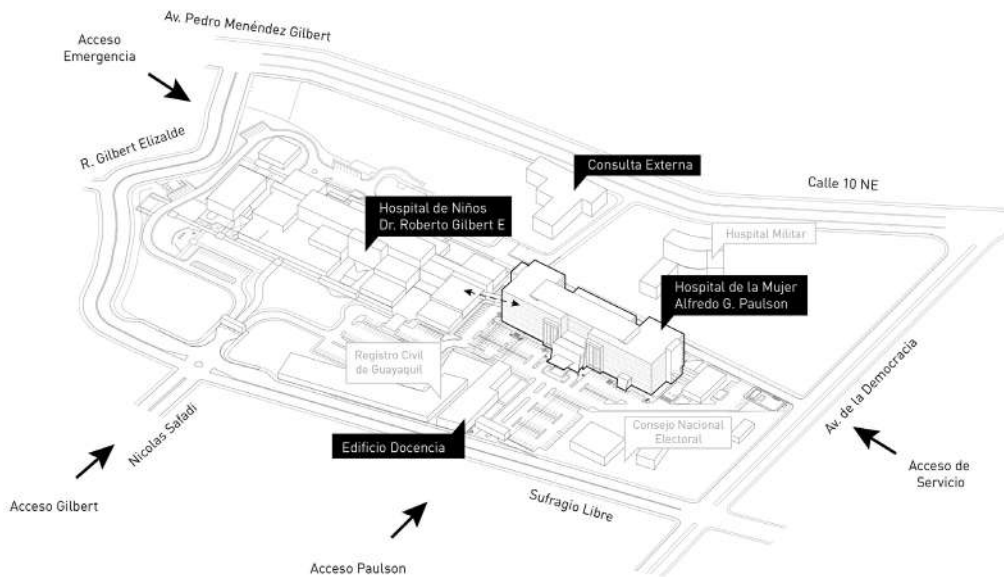 Av. Pedro Menéndez Gilbert
Acceso
Emergencia
R. Gilbert Elizalde
Consulta Externa
Calle 10 NE
Hospital de Niños
Dr. Roberto Gilbert E
Hospital Militar
Hospital de la Mujer
Alfredo G. Paulson
Registro Civil
de Guayaquil
Av. de la Democracia
Nicolas Safadi
Edificio Docencia
Consejo Nacional
Electoral
Acceso de
Servicio
Sufragio Libre
Acceso Gilbert
Acceso Paulson